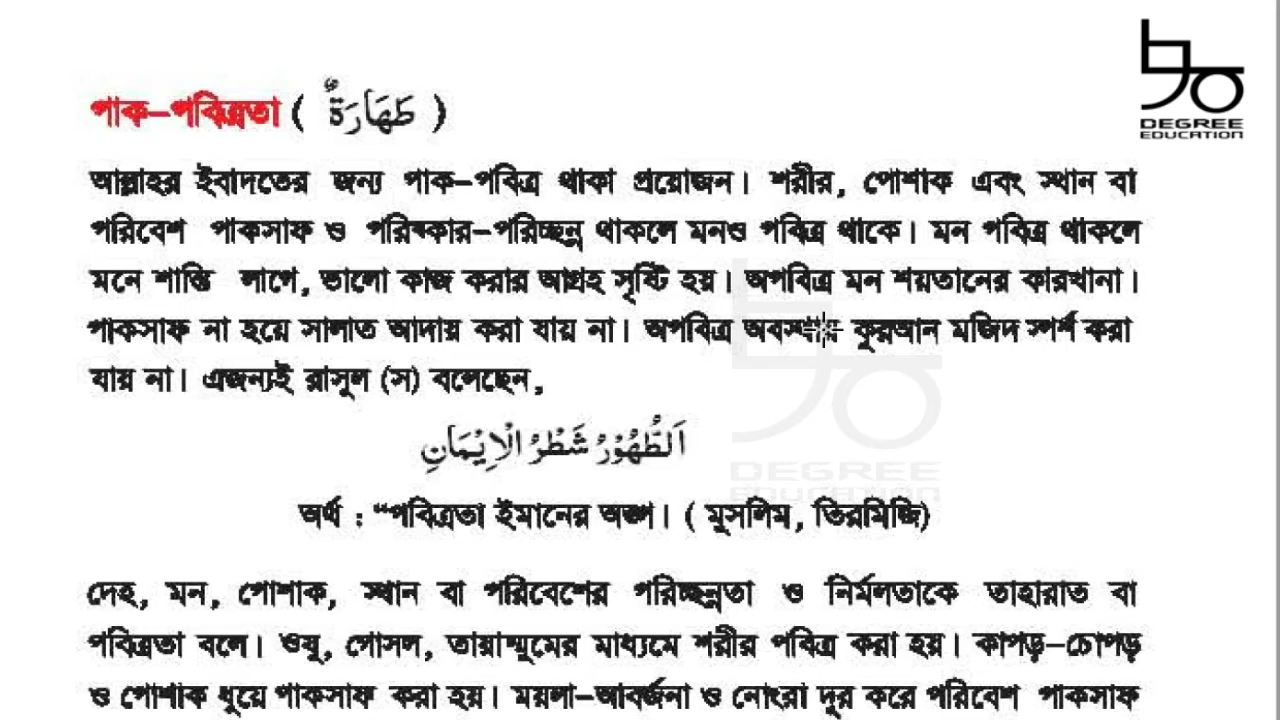 DEGREE
EDUCATION
পাক-পবিত্রতা ( طَهَارَةٌ )
আল্লাহর ইবাদতের জন্য পাক-পবিত্র থাকা প্রয়োজন। শরীর, পোশাক এবং স্থান বা
পরিবেশ পাকসাফ ও পরিষ্কার-পরিচ্ছন্ন থাকলে মনও পবিত্র থাকে। মন পবিত্র থাকলে
মনে শান্তি লাগে, ভালো কাজ করার আগ্রহ সৃষ্টি হয়। অপবিত্র মন শয়তানের কারখানা।
পাকসাফ না হয়ে সালাত আদায় করা যায় না। অপবিত্র অবস্থায় কুরআন মজিদ স্পর্শ করা
যায় না। এজন্যই রাসুল (স) বলেছেন,
اَلطُّهُوْرُ شَطْرُ الْاِيْمَانِ
DEGREE
EDUCATION
অর্থ : “পবিত্রতা ইমানের অঙ্গ। ( মুসলিম, তিরমিজি)
দেহ, মন, পোশাক, স্থান বা পরিবেশের পরিচ্ছন্নতা ও নির্মলতাকে তাহারাত বা
পবিত্রতা বলে। ওযু, গোসল, তায়াম্মুমের মাধ্যমে শরীর পবিত্র করা হয়। কাপড়-চোপড়
ও পোশাক ধুয়ে পাকসাফ করা হয়। ময়লা-আবর্জনা ও নোংরা দূর করে পরিবেশ পাকসাফ